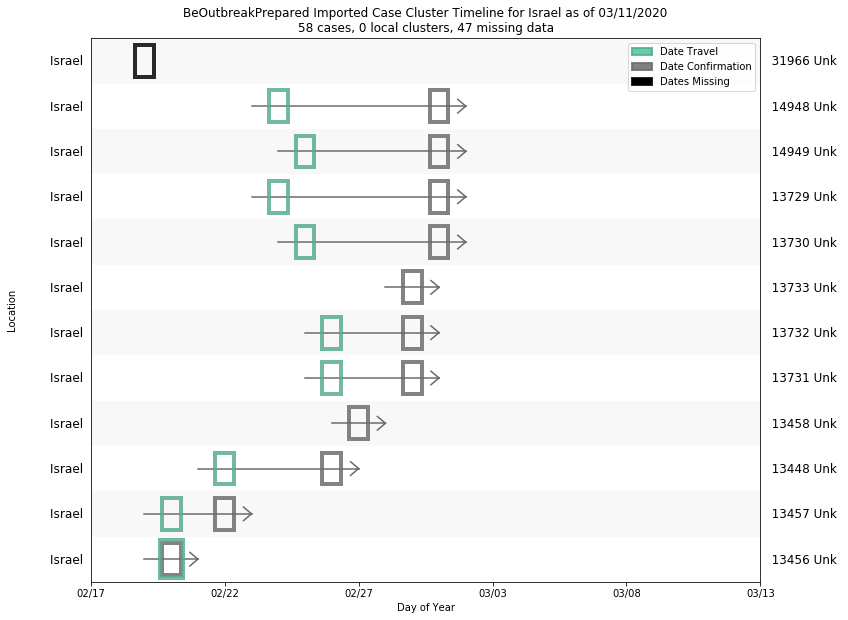 BeOutbreakPrepared Imported Case Cluster Timeline for Israel as of 03/11/2020
58 cases, 0 local clusters, 47 missing data
Date Travel
Date Confirmation
Dates Missing
Israel 31966 Unk
Israel 14948 Unk
Israel 14949 Unk
Israel 13729 Unk
Israel 13730 Unk
Israel 13733 Unk
Israel 13732 Unk
Israel 13731 Unk
Israel 13458 Unk
Israel 13448 Unk
Israel 13457 Unk
Israel 13456 Unk
Location
02/17 02/22 02/27 03/03 03/08 03/13
Day of Year